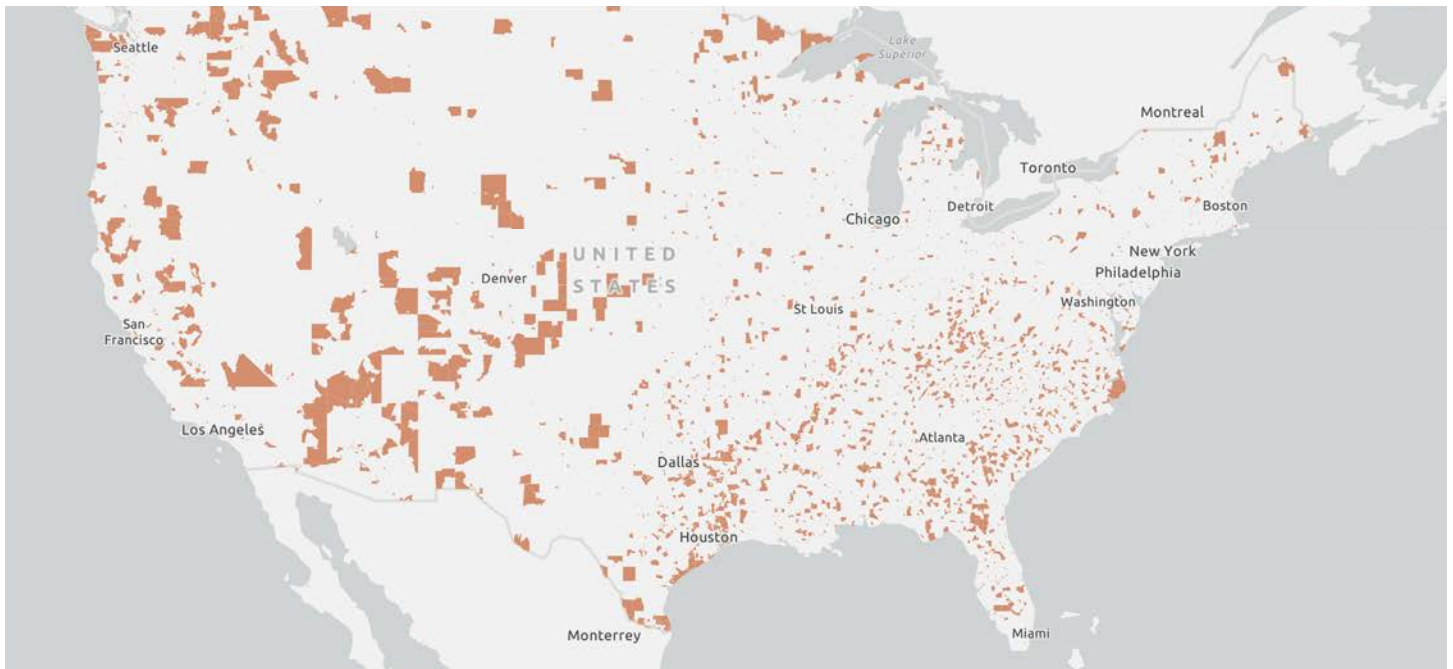 Seattle
Lake
Superior
Montreal
Toronto
Boston
Chicago
Detroit
New York
UNITED
STATES
Denver
Philadelphia
Washington
St Louis
San
Francisco
Los Angeles
Atlanta
Dallas
Houston
Monterrey
Miami